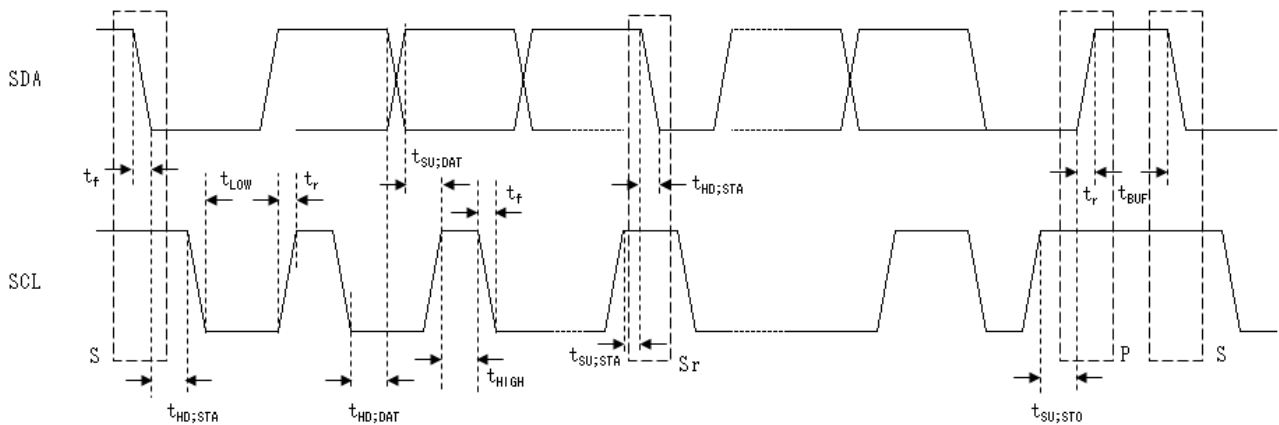 SDA
t_f
t_LOW
t_r
t_SU;DAT
t_f
t_HD;STA
t_r
t_BUF
SCL
S
t_HD;STA
t_HD;DAT
t_HIGH
t_SU;STA
Sr
t_SU;STO
P
S